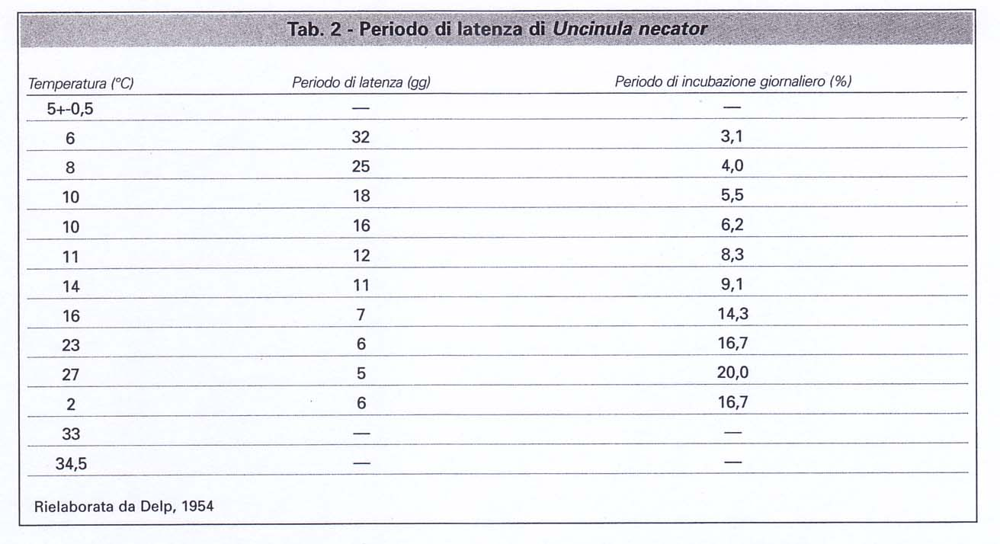 Tab. 2 - Periodo di latenza di Uncinula necator
Temperatura (°C) Periodo di latenza (gg) Periodo di incubazione giornaliero (%)
5+-0,5 — —
6 32 3,1
8 25 4,0
10 18 5,5
10 16 6,2
11 12 8,3
14 11 9,1
16 7 14,3
23 6 16,7
27 5 20,0
2 6 16,7
33 — —
34,5 — —
Rielaborata da Delp, 1954